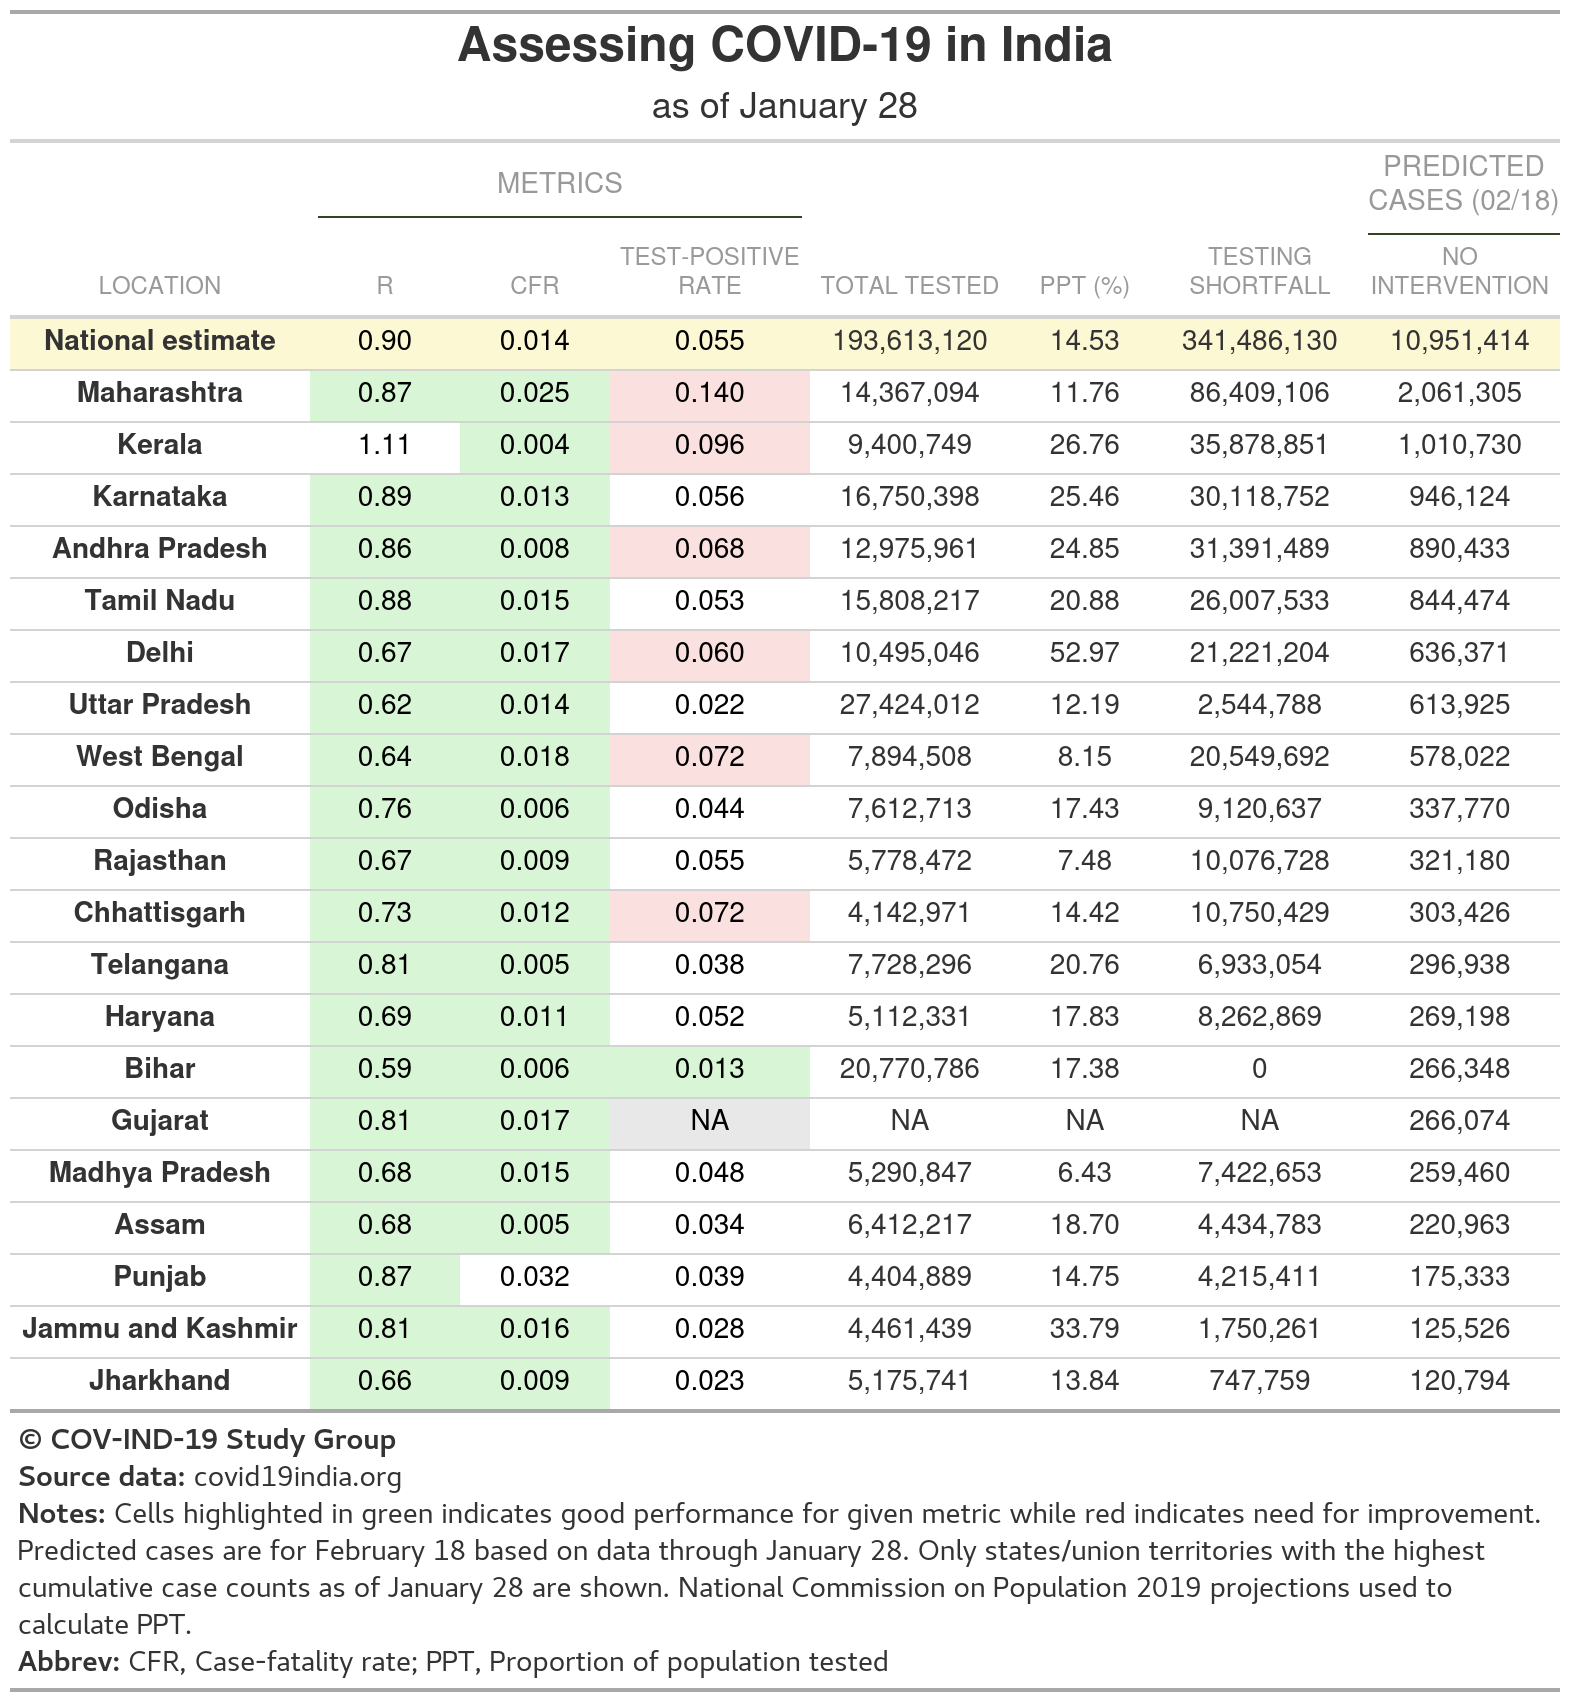 Assessing COVID-19 in India
as of January 28
METRICS
PREDICTED
CASES (02/18)
LOCATION R CFR TEST-POSITIVE RATE TOTAL TESTED PPT (%) TESTING SHORTFALL NO INTERVENTION
National estimate 0.90 0.014 0.055 193,613,120 14.53 341,486,130 10,951,414
Maharashtra 0.87 0.025 0.140 14,367,094 11.76 86,409,106 2,061,305
Kerala 1.11 0.004 0.096 9,400,749 26.76 35,878,851 1,010,730
Karnataka 0.89 0.013 0.056 16,750,398 25.46 30,118,752 946,124
Andhra Pradesh 0.86 0.008 0.068 12,975,961 24.85 31,391,489 890,433
Tamil Nadu 0.88 0.015 0.053 15,808,217 20.88 26,007,533 844,474
Delhi 0.67 0.017 0.060 10,495,046 52.97 21,221,204 636,371
Uttar Pradesh 0.62 0.014 0.022 27,424,012 12.19 2,544,788 613,925
West Bengal 0.64 0.018 0.072 7,894,508 8.15 20,549,692 578,022
Odisha 0.76 0.006 0.044 7,612,713 17.43 9,120,637 337,770
Rajasthan 0.67 0.009 0.055 5,778,472 7.48 10,076,728 321,180
Chhattisgarh 0.73 0.012 0.072 4,142,971 14.42 10,750,429 303,426
Telangana 0.81 0.005 0.038 7,728,296 20.76 6,933,054 296,938
Haryana 0.69 0.011 0.052 5,112,331 17.83 8,262,869 269,198
Bihar 0.59 0.006 0.013 20,770,786 17.38 0 266,348
Gujarat 0.81 0.017 NA NA NA NA 266,074
Madhya Pradesh 0.68 0.015 0.048 5,290,847 6.43 7,422,653 259,460
Assam 0.68 0.005 0.034 6,412,217 18.70 4,434,783 220,963
Punjab 0.87 0.032 0.039 4,404,889 14.75 4,215,411 175,333
Jammu and Kashmir 0.81 0.016 0.028 4,461,439 33.79 1,750,261 125,526
Jharkhand 0.66 0.009 0.023 5,175,741 13.84 747,759 120,794
© COV-IND-19 Study Group
Source data: covid19india.org
Notes: Cells highlighted in green indicates good performance for given metric while red indicates need for improvement.
Predicted cases are for February 18 based on data through January 28. Only states/union territories with the highest
cumulative case counts as of January 28 are shown. National Commission on Population 2019 projections used to
calculate PPT.
Abbrev: CFR, Case-fatality rate; PPT, Proportion of population tested